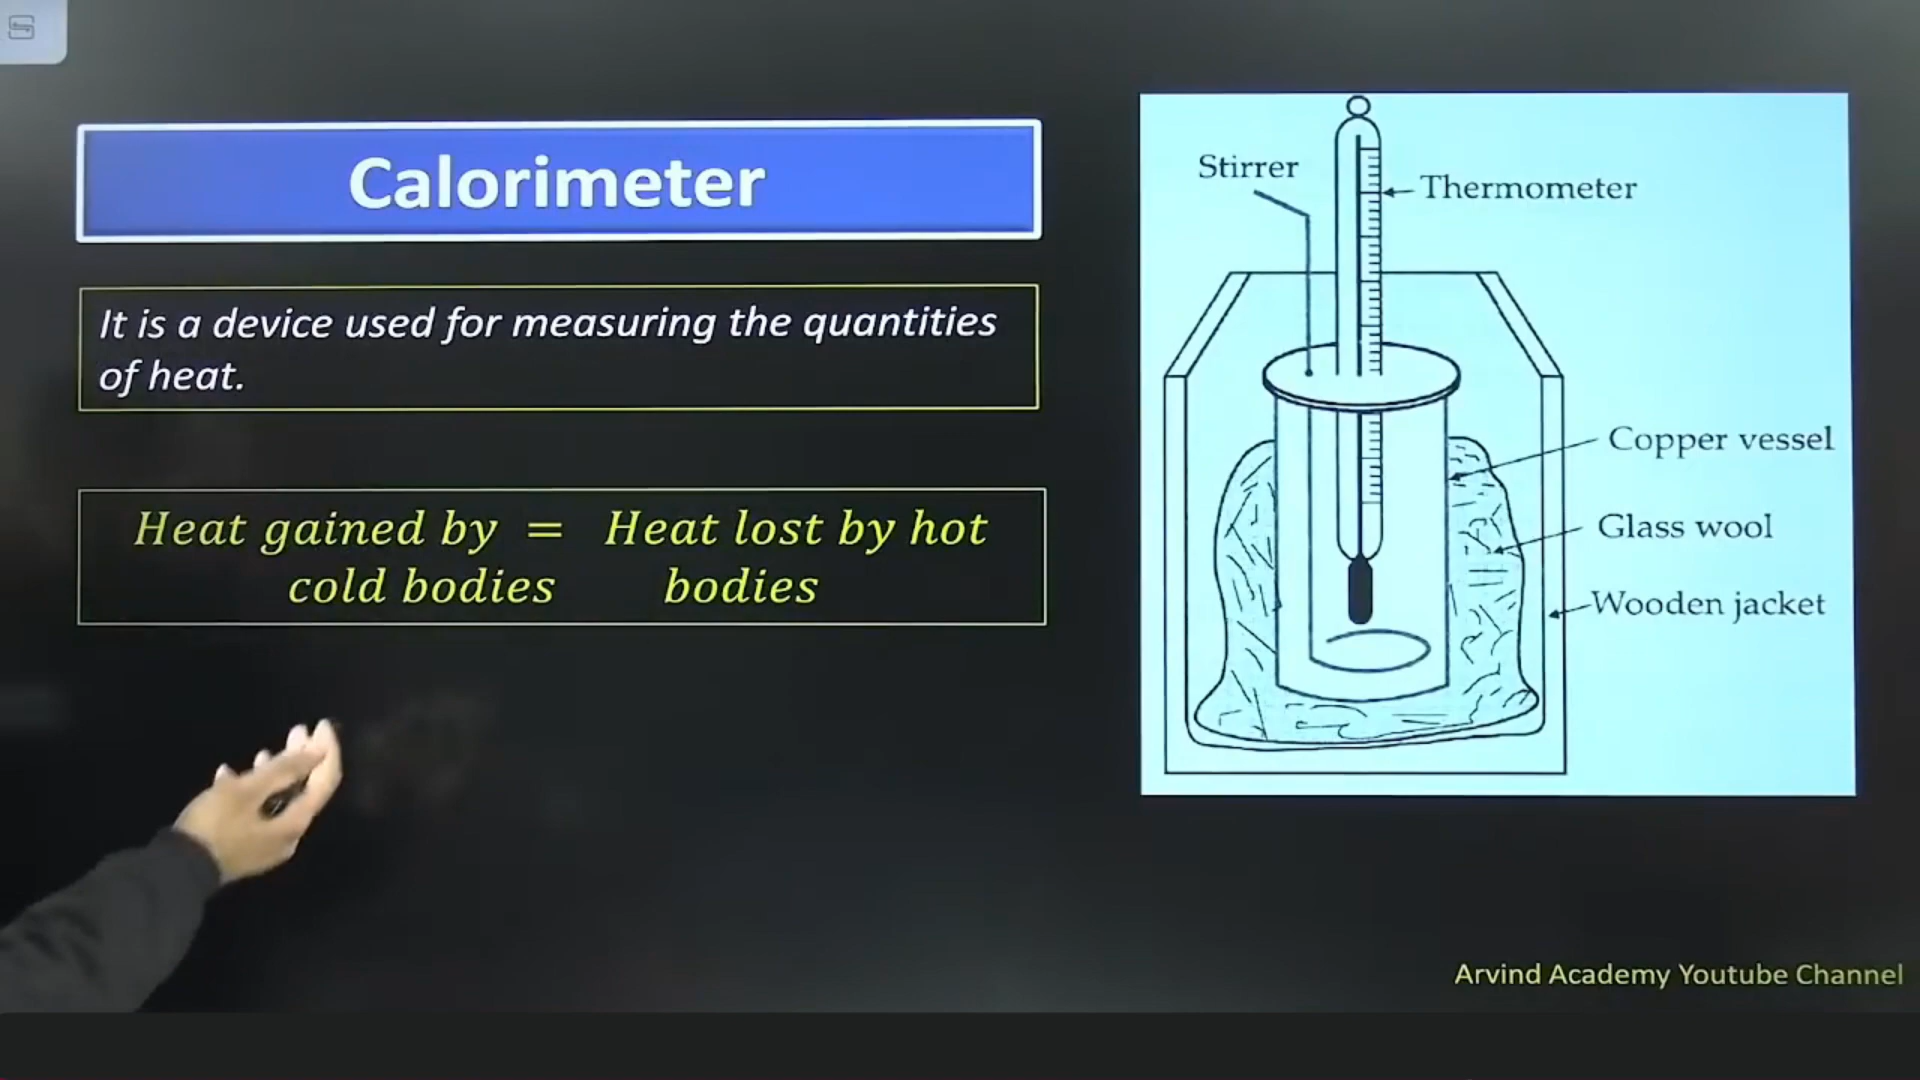 Calorimeter
It is a device used for measuring the quantities
of heat.
Heat gained by = Heat lost by hot
cold bodies bodies
Stirrer
Thermometer
Copper vessel
Glass wool
Wooden jacket
Arvind Academy Youtube Channel